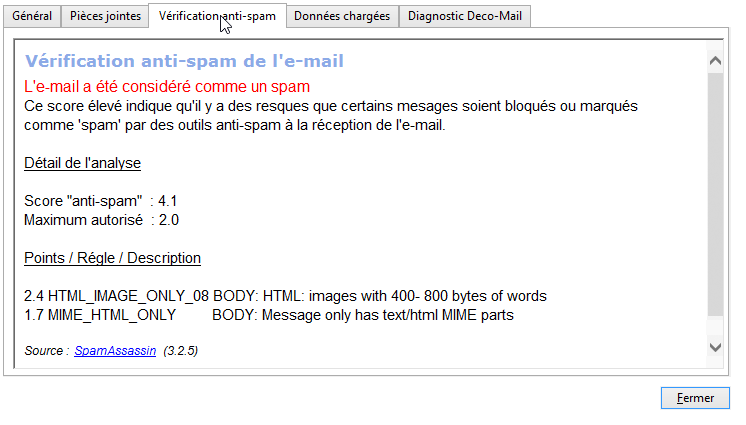 Général Pièces jointes Vérification anti-spam Données chargées Diagnostic Deco-Mail
Vérification anti-spam de l'e-mail
L'e-mail a été considéré comme un spam
Ce score élevé indique qu'il y a des resques que certains mesages soient bloqués ou marqués
comme 'spam' par des outils anti-spam à la réception de l'e-mail.
Détail de l'analyse
Score "anti-spam" : 4.1
Maximum autorisé : 2.0
Points / Régle / Description
2.4 HTML_IMAGE_ONLY_08 BODY: HTML: images with 400- 800 bytes of words
1.7 MIME_HTML_ONLY BODY: Message only has text/html MIME parts
Source : SpamAssassin (3.2.5)
Fermer